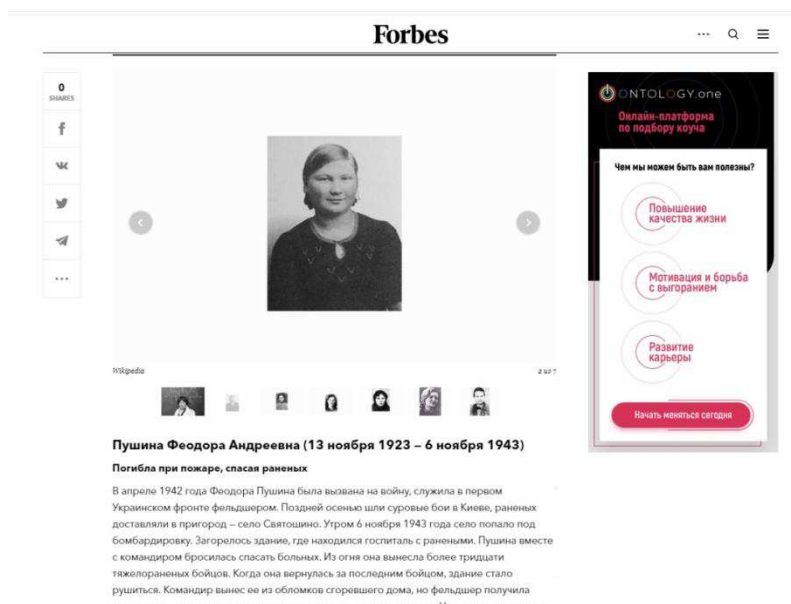 Forbes
0
SHARES
Wikipedia
2 из 7
Пушина Феодора Андреевна (13 ноября 1923 – 6 ноября 1943)
Погибла при пожаре, спасая раненых
В апреле 1942 года Феодора Пушина была вызвана на войну, служила в первом
Украинском фронте фельдшером. Поздней осенью шли суровые бои в Киеве, раненых
доставляли в пригород – село Святошино. Утром 6 ноября 1943 года село попало под
бомбардировку. Загорелось здание, где находился госпиталь с ранеными. Пушина вместе
с командиром бросилась спасать больных. Из огня она вынесла более тридцати
тяжелораненых бойцов. Когда она вернулась за последним бойцом, здание стало
рушиться. Командир вынес ее из обломков сгоревшего дома, но фельдшер получила
ONTOLOGY.one
Онлайн-платформа
по подбору коуча
Чем мы можем быть вам полезны?
Повышение
качества жизни
Мотивация и борьба
с выгоранием
Развитие
карьеры
Начать меняться сегодня